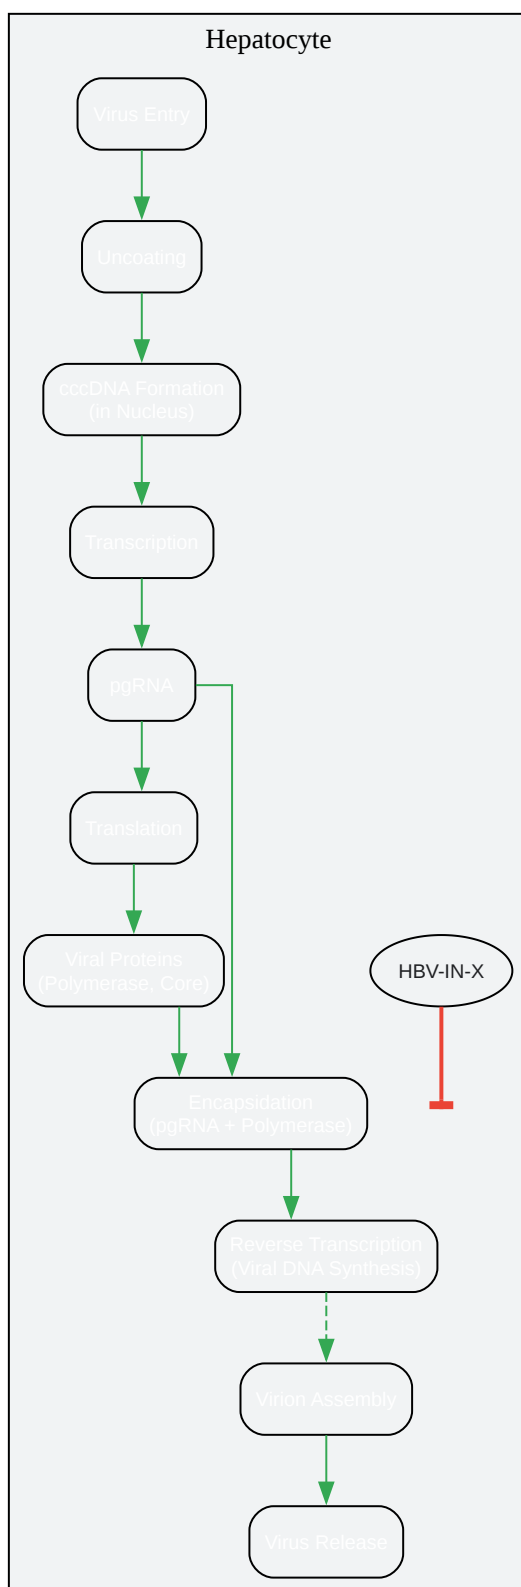 Hepatocyte
Virus Entry
Uncoating
cccDNA Formation
(in Nucleus)
Transcription
pgRNA
Translation
Viral Proteins
(Polymerase, Core)
HBV-IN-X
Encapsidation
(pgRNA + Polymerase)
Reverse Transcription
(Viral DNA Synthesis)
Virion Assembly
Virus Release